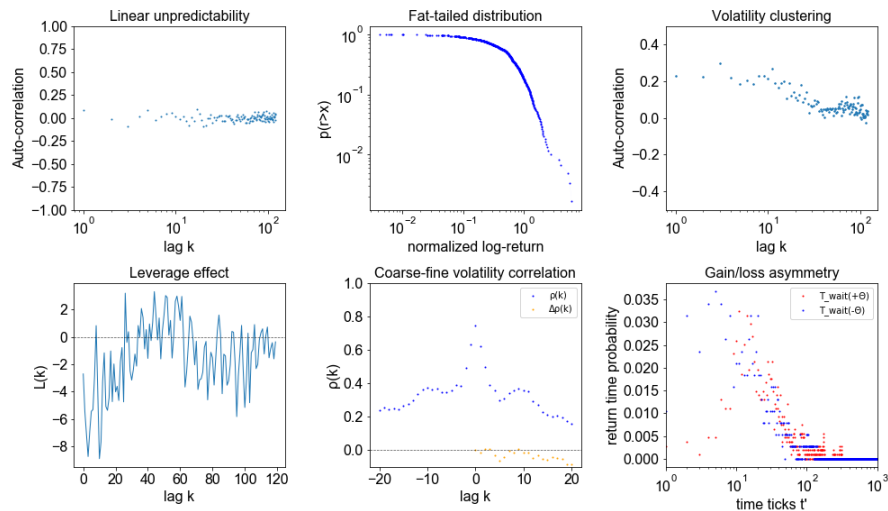 Linear unpredictability
1.00
0.75
0.50
0.25
0.00
−0.25
−0.50
−0.75
−1.00
Auto-correlation
10^0
10^1
10^2
lag k
Fat-tailed distribution
10^0
10^-1
10^-2
p(r>x)
10^-2
10^-1
10^0
normalized log-return
Volatility clustering
0.4
0.2
0.0
−0.2
−0.4
Auto-correlation
10^0
10^1
10^2
lag k
Leverage effect
2
0
−2
−4
−6
−8
L(k)
0
20
40
60
80
100
120
lag k
Coarse-fine volatility correlation
1.0
0.8
0.6
0.4
0.2
0.0
ρ(k)
ρ(k)
Δρ(k)
−20
−10
0
10
20
lag k
Gain/loss asymmetry
0.035
0.030
0.025
0.020
0.015
0.010
0.005
0.000
return time probability
T_wait(+Θ)
T_wait(-Θ)
10^0
10^1
10^2
10^3
time ticks t'